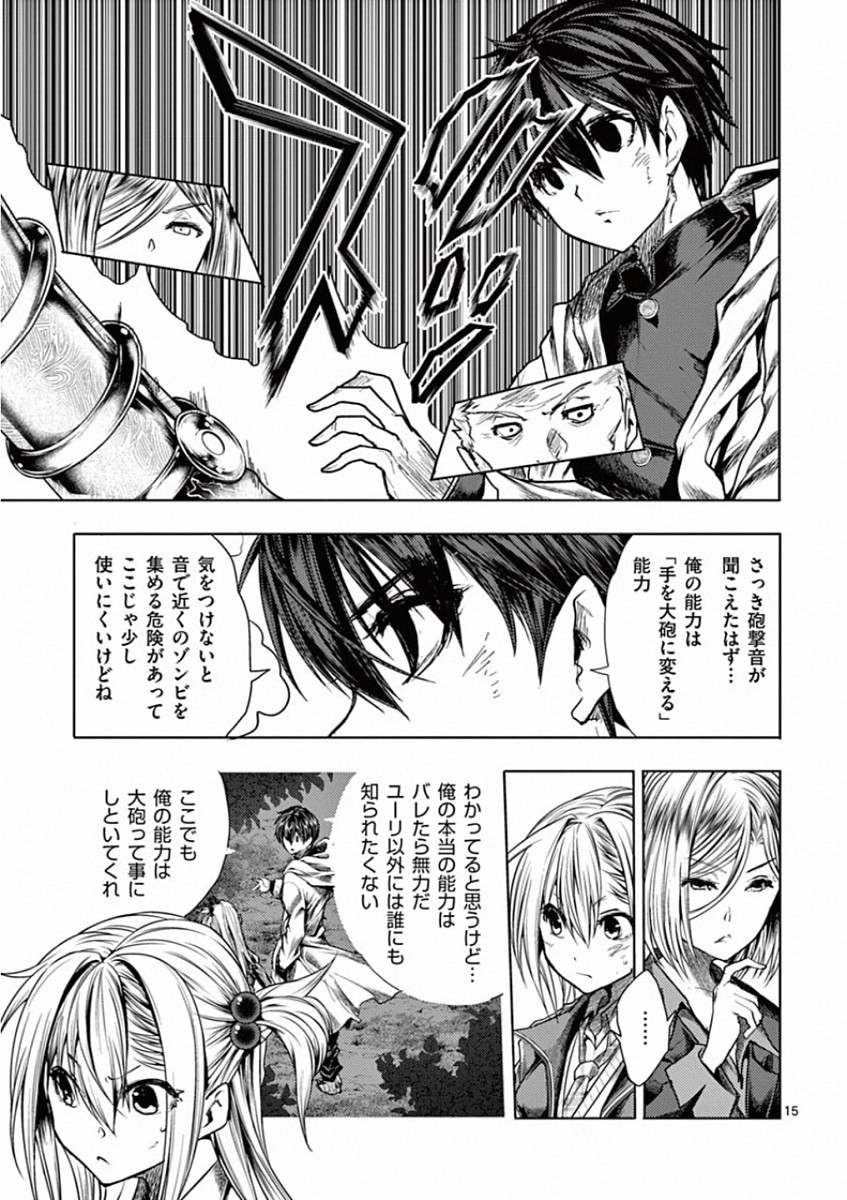 さっき砲撃音が
聞こえたはず…
俺の能力は
「手を大砲に変える」
能力
気をつけないと
音で近くのゾンビを
集める危険があって
ここじゃ少し
使いにくいけどね
……
わかってると思うけど…
俺の本当の能力は
バレたら無力だ
ユーリ以外には誰にも
知られたくない
ここでも
俺の能力は
大砲って事に
しといてくれ
15